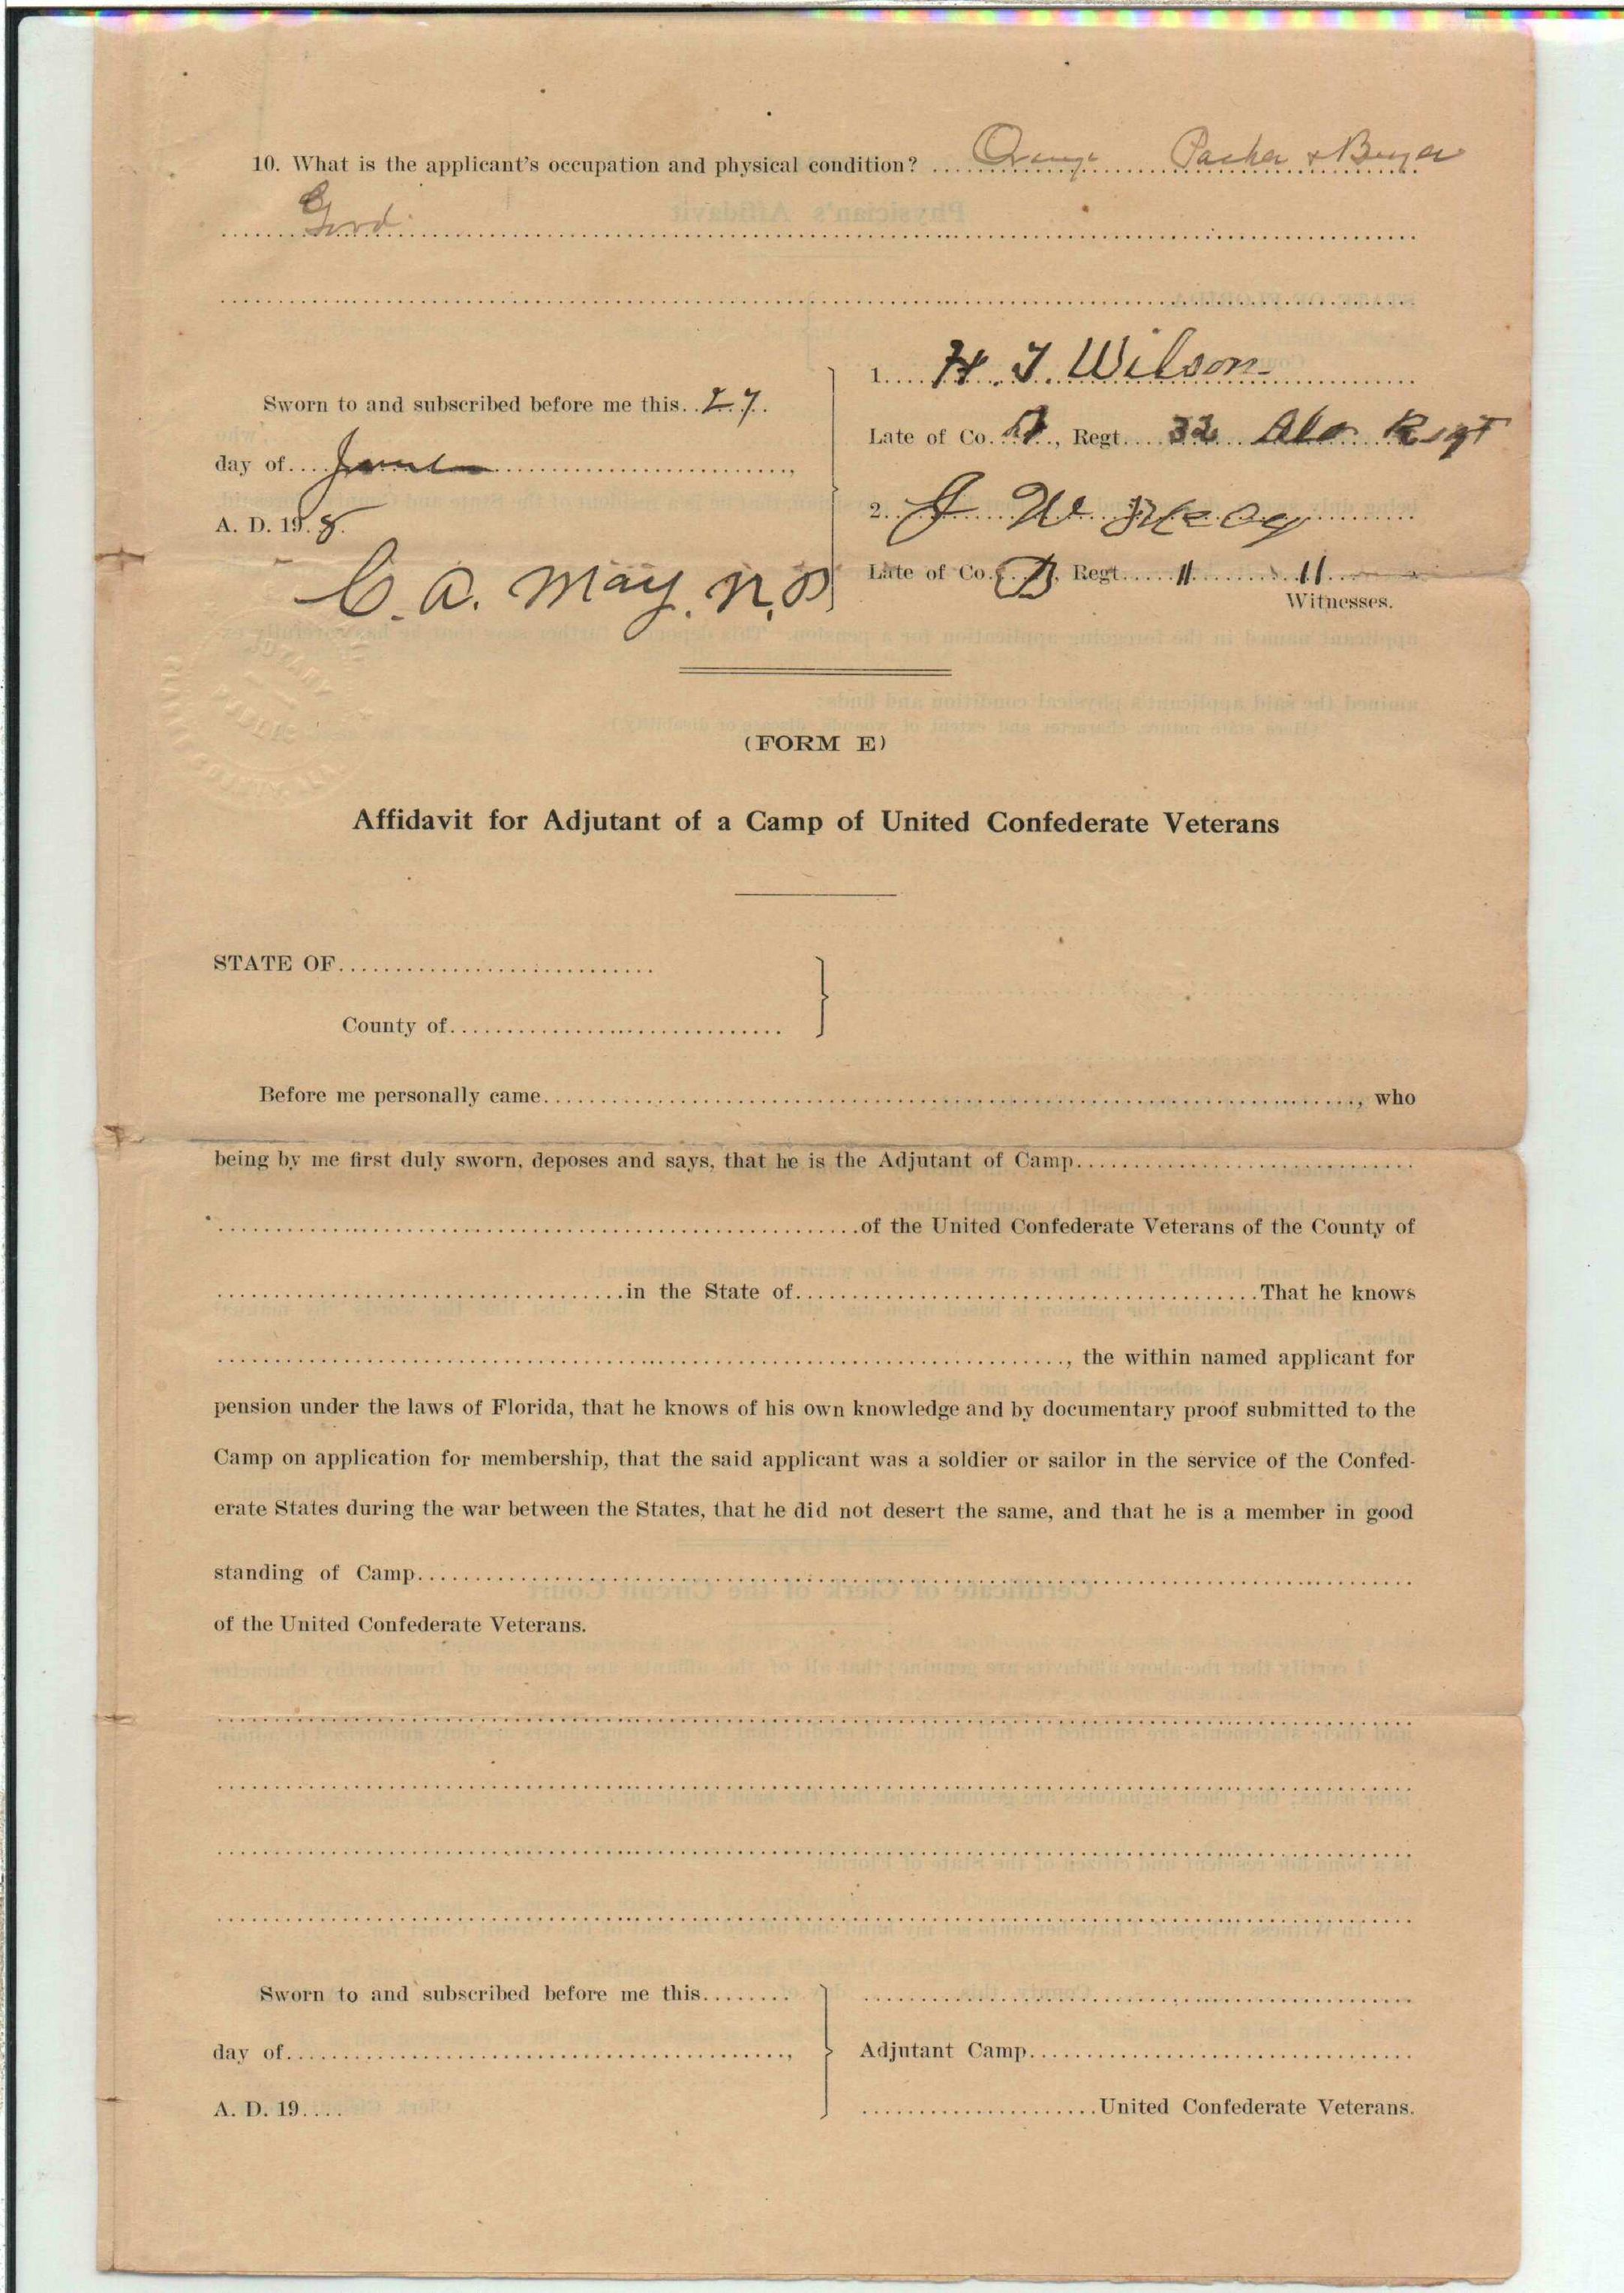 10. What is the applicant's occupation and physical condition? Orange Packer & Buyer
Good
1. H. J. Wilson
Sworn to and subscribed before me this 27
Late of Co. , Regt. 32 Ala Regt
day of ,
2. W
A. D. 19 8
Late of Co. B, Regt. 11 11
C. A. May. N. P.
Witnesses.
NOTARY
PUBLIC
(FORM E)
Affidavit for Adjutant of a Camp of United Confederate Veterans
STATE OF
County of
Before me personally came , who
being by me first duly sworn, deposes and says, that he is the Adjutant of Camp
of the United Confederate Veterans of the County of
in the State of That he knows
, the within named applicant for
pension under the laws of Florida, that he knows of his own knowledge and by documentary proof submitted to the
Camp on application for membership, that the said applicant was a soldier or sailor in the service of the Confed-
erate States during the war between the States, that he did not desert the same, and that he is a member in good
standing of Camp
of the United Confederate Veterans.
Sworn to and subscribed before me this
day of ,
Adjutant Camp
A. D. 19
United Confederate Veterans.